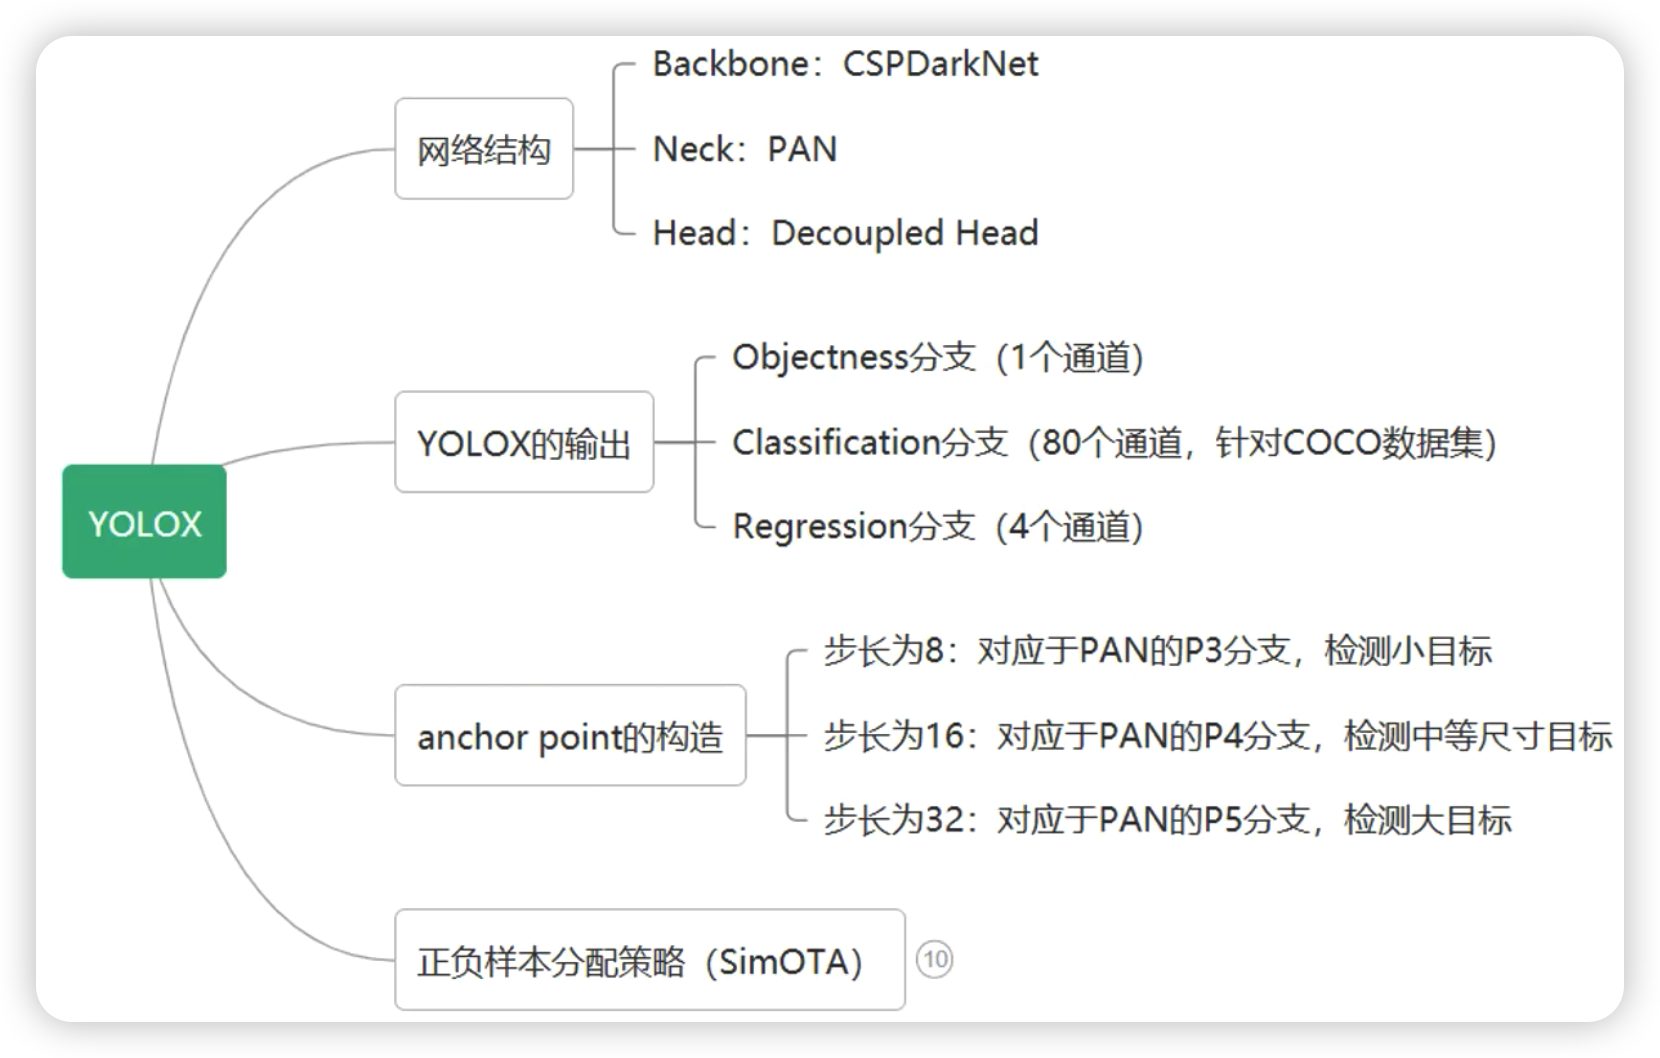 Backbone：CSPDarkNet
网络结构
Neck：PAN
Head：Decoupled Head
Objectness分支（1个通道）
YOLOX的输出
Classification分支（80个通道，针对COCO数据集）
Regression分支（4个通道）
YOLOX
步长为8：对应于PAN的P3分支，检测小目标
anchor point的构造
步长为16：对应于PAN的P4分支，检测中等尺寸目标
步长为32：对应于PAN的P5分支，检测大目标
正负样本分配策略（SimOTA）
10